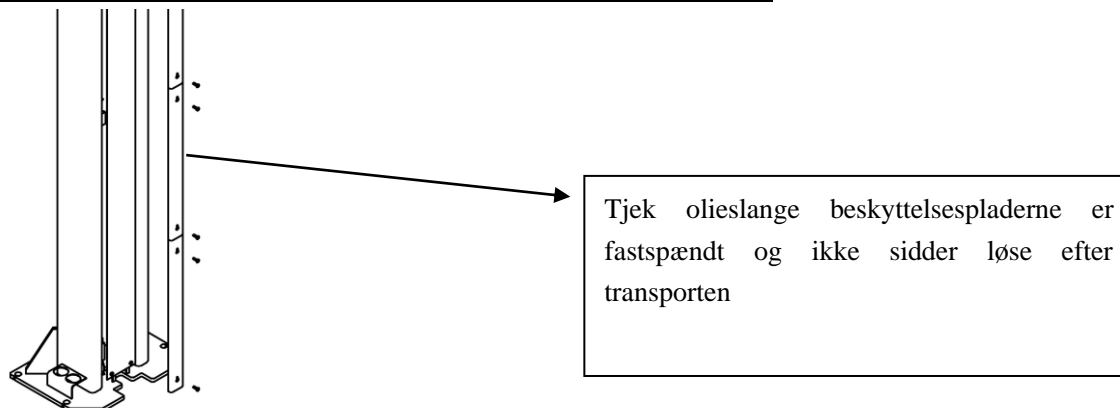 Tjek olieslange beskyttelsespladerne er
fastspændt og ikke sidder løse efter
transporten